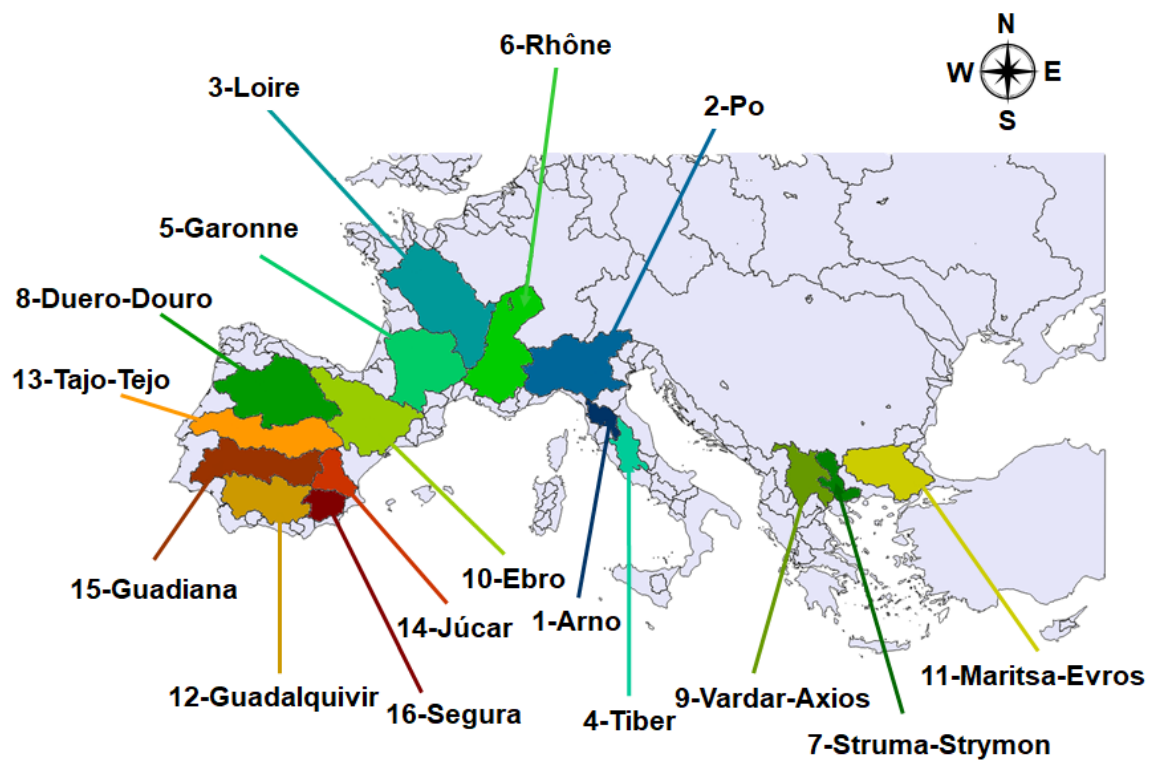 N
6-Rhône
W
E
3-Loire
2-Po
S
5-Garonne
8-Duero-Douro
13-Tajo-Tejo
10-Ebro
15-Guadiana
1-Arno
14-Júcar
11-Maritsa-Evros
12-Guadalquivir
9-Vardar-Axios
16-Segura
4-Tiber
7-Struma-Strymon